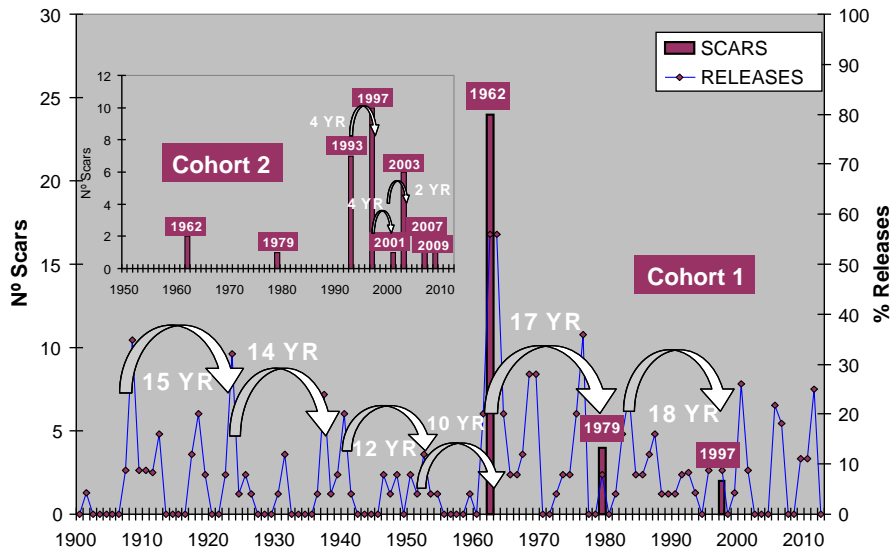 30
25
20
15
10
5
0
Nº Scars
100
90
80
70
60
50
40
30
20
10
0
% Releases
1900 1910 1920 1930 1940 1950 1960 1970 1980 1990 2000 2010
SCARS
RELEASES
1962
Cohort 1
15 YR
14 YR
12 YR
10 YR
17 YR
18 YR
1979
1997
12
10
8
6
4
2
0
Nº Scars
1950 1960 1970 1980 1990 2000 2010
Cohort 2
1962
1979
1993
1997
2001
2003
2007
2009
4 YR
4 YR
2 YR